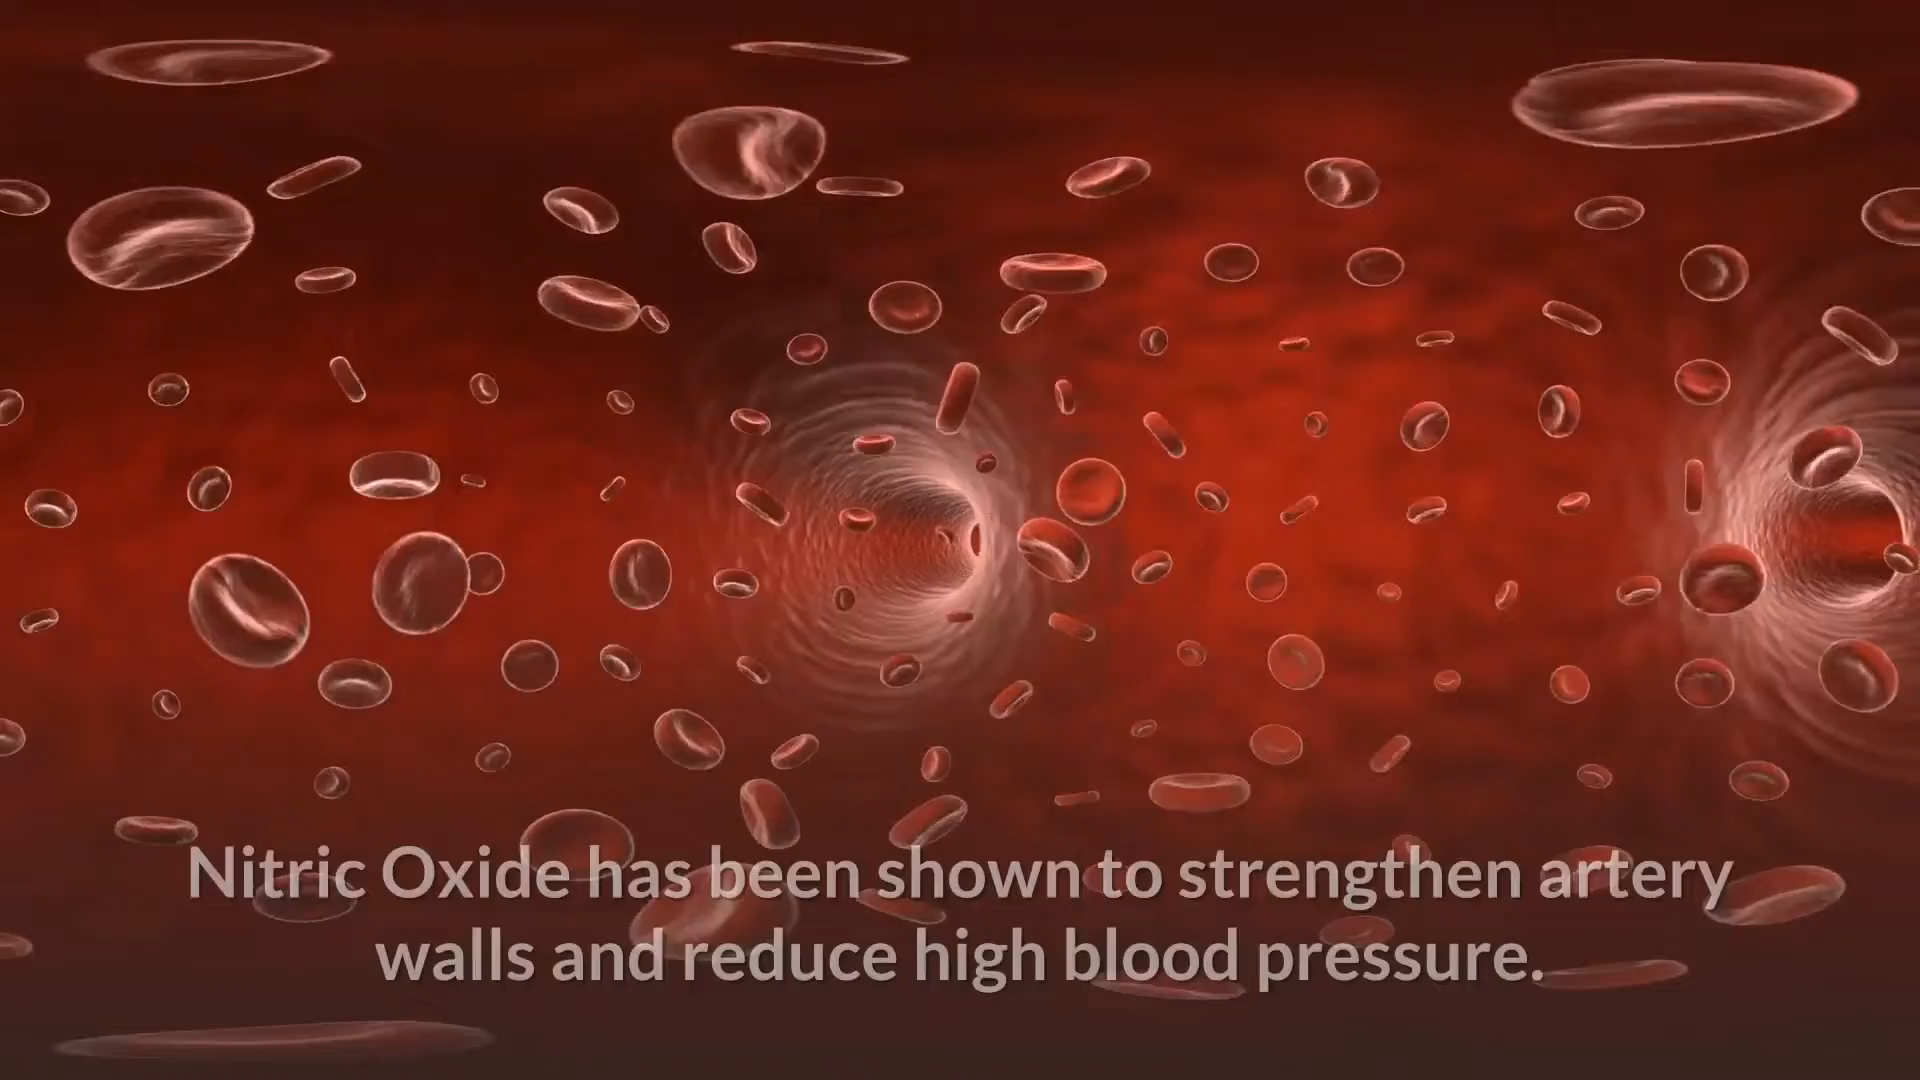 Nitric Oxide has been shown to strengthen artery
walls and reduce high blood pressure.